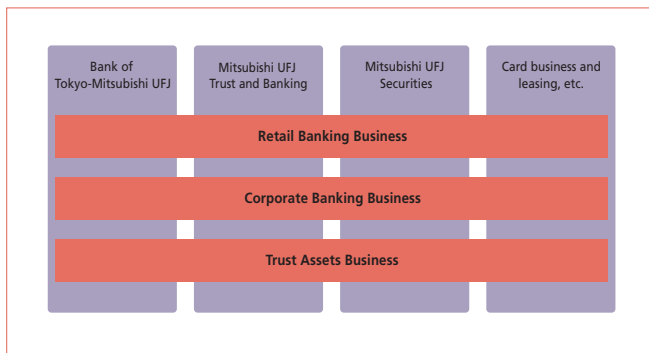 Bank of
Tokyo-Mitsubishi UFJ
Mitsubishi UFJ
Trust and Banking
Mitsubishi UFJ
Securities
Card business and
leasing, etc.
Retail Banking Business
Corporate Banking Business
Trust Assets Business